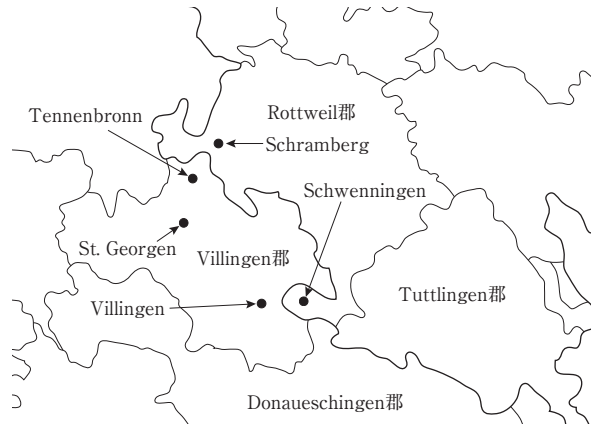 Rottweil郡
Tennenbronn
Schramberg
Schwenningen
St. Georgen
Villingen郡
Villingen
Tuttlingen郡
Donaueschingen郡